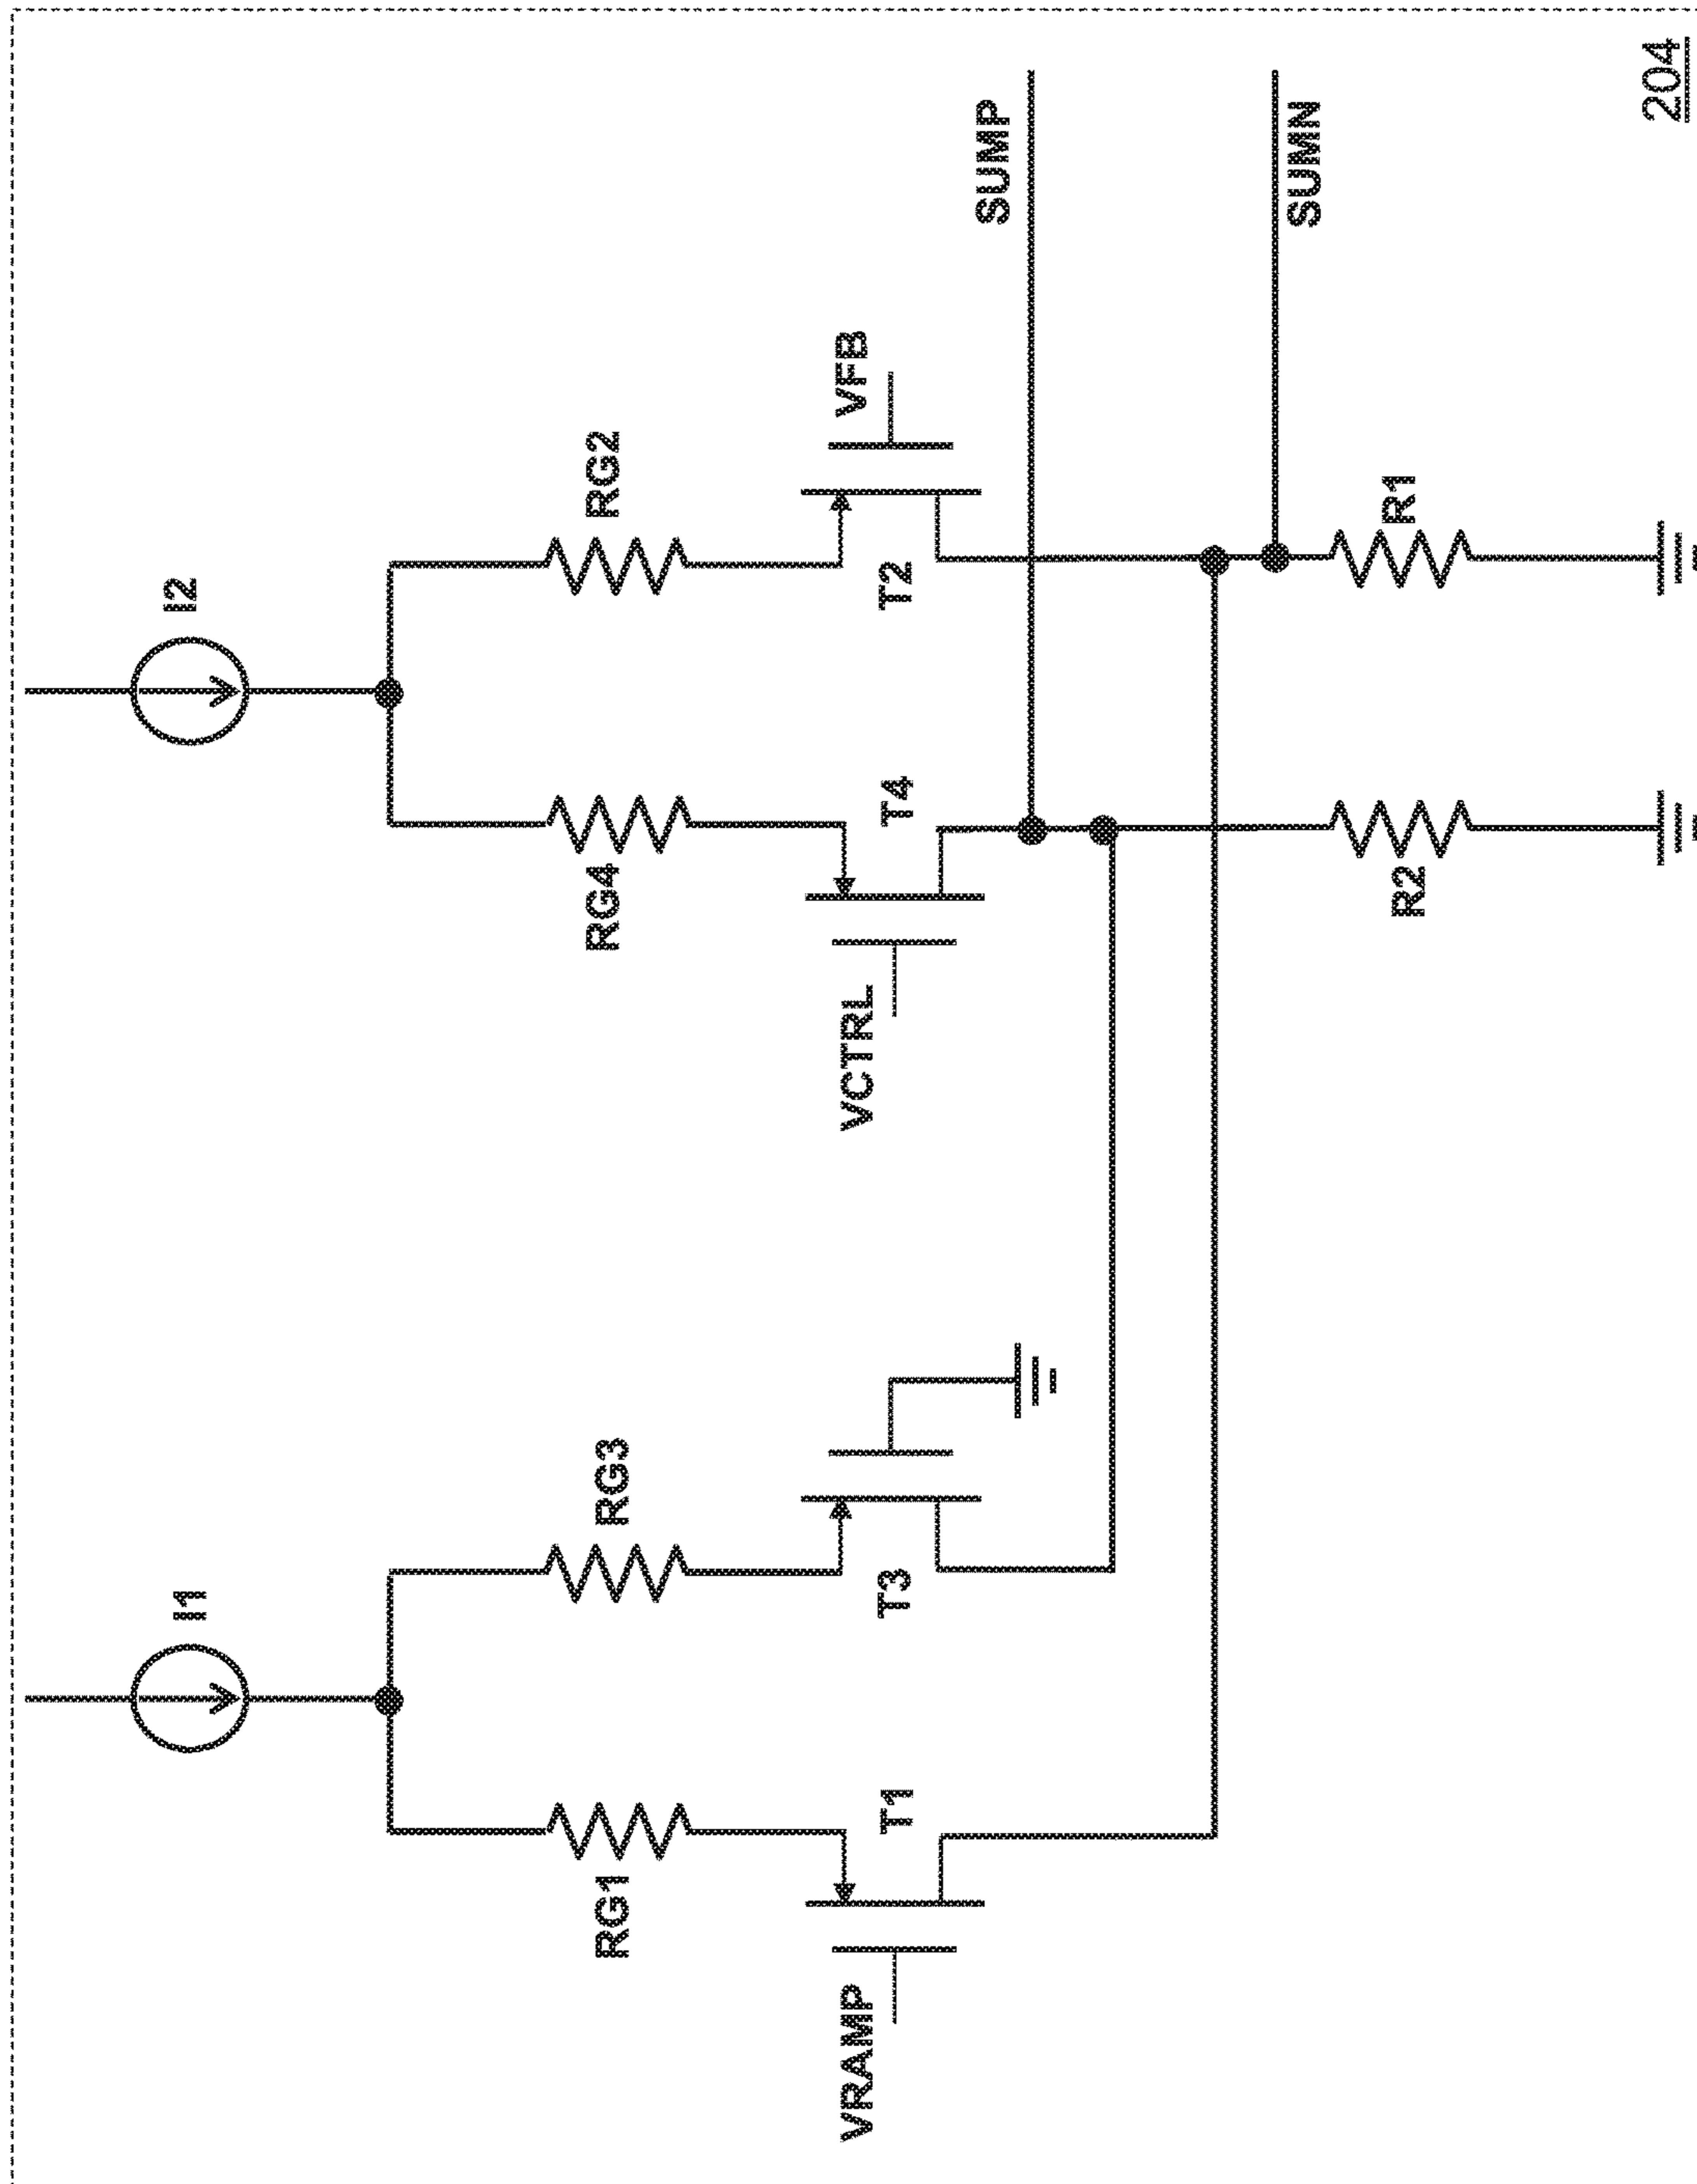 I1
I2
RG1
RG3
RG4
RG2
VRAMP
T1
T3
VCTRL
T4
T2
VFB
SUMP
SUMN
R2
R1
204